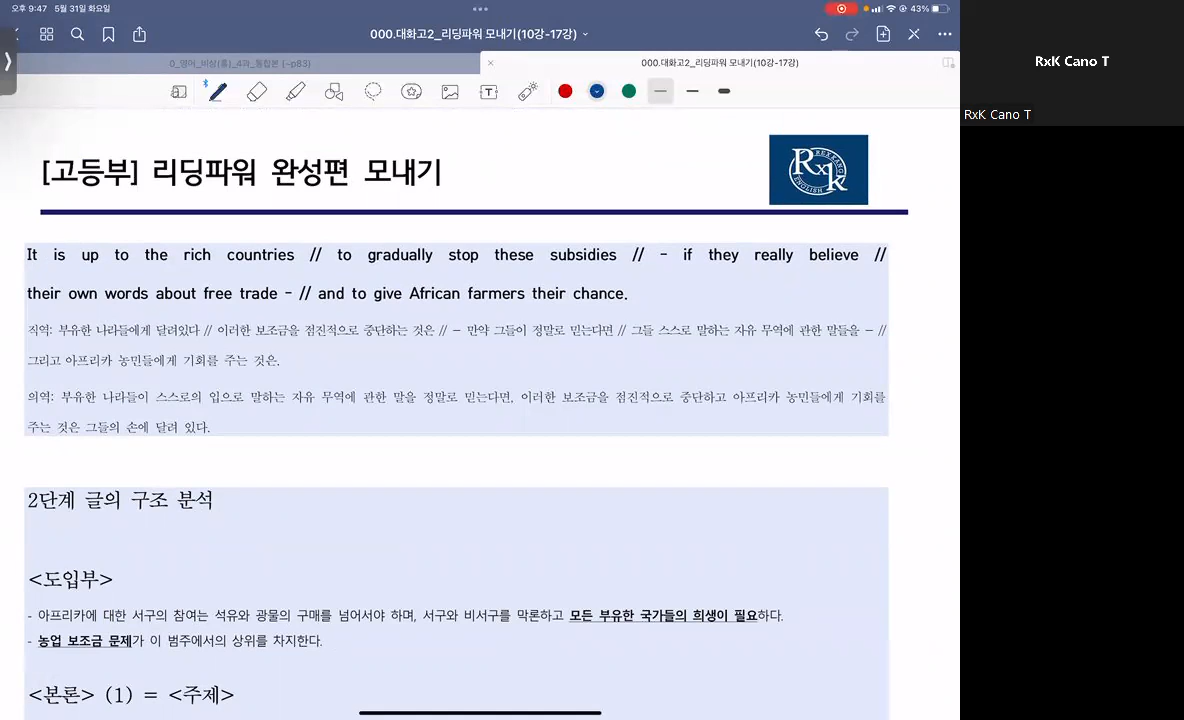 오후 9:47 5월 31일 화요일
43%
000.대화고2_리딩파워 모내기(10강-17강)
0_영어_비상(홍)_4과_통합본 (~p83)
000.대화고2_리딩파워 모내기(10강-17강)
RxK Cano T
RxK Cano T
[고등부] 리딩파워 완성편 모내기
RxK
ENGLISH
It is up to the rich countries // to gradually stop these subsidies // - if they really believe //
their own words about free trade - // and to give African farmers their chance.
직역: 부유한 나라들에게 달려있다 // 이러한 보조금을 점진적으로 중단하는 것은 // - 만약 그들이 정말로 믿는다면 // 그들 스스로 말하는 자유 무역에 관한 말들을 - //
그리고 아프리카 농민들에게 기회를 주는 것은.
의역: 부유한 나라들이 스스로의 입으로 말하는 자유 무역에 관한 말을 정말로 믿는다면, 이러한 보조금을 점진적으로 중단하고 아프리카 농민들에게 기회를
주는 것은 그들의 손에 달려 있다.
2단계 글의 구조 분석
<도입부>
- 아프리카에 대한 서구의 참여는 석유와 광물의 구매를 넘어서야 하며, 서구와 비서구를 막론하고 모든 부유한 국가들의 희생이 필요하다.
- 농업 보조금 문제가 이 범주에서의 상위를 차지한다.
<본론> (1) = <주제>